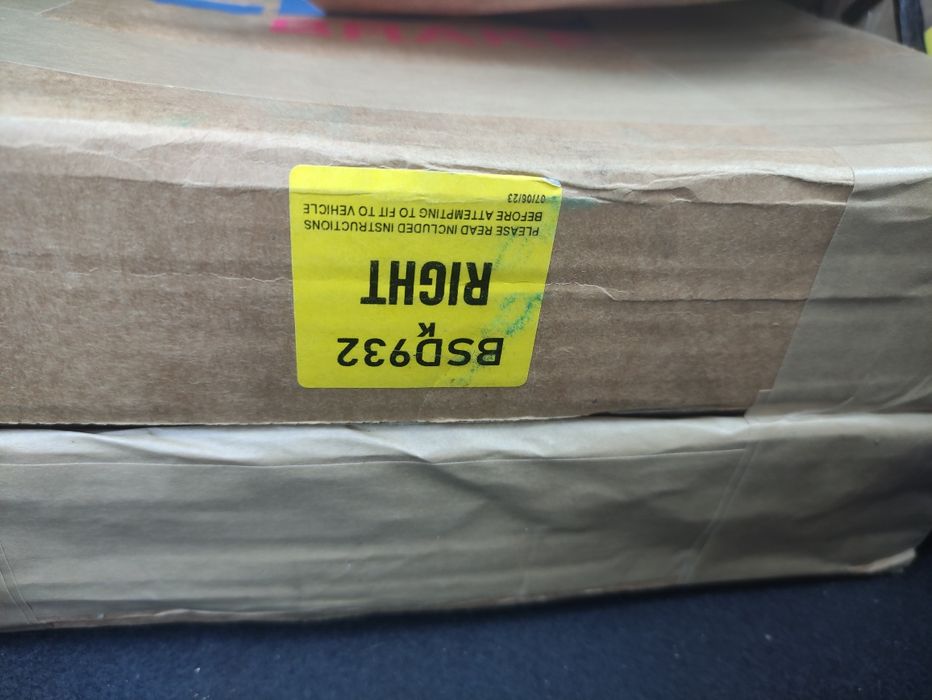 BSD932
K
RIGHT
PLEASE READ INCLUDED INSTRUCTIONS
BEFORE ATTEMPTING TO FIT TO VEHICLE
07/06/23